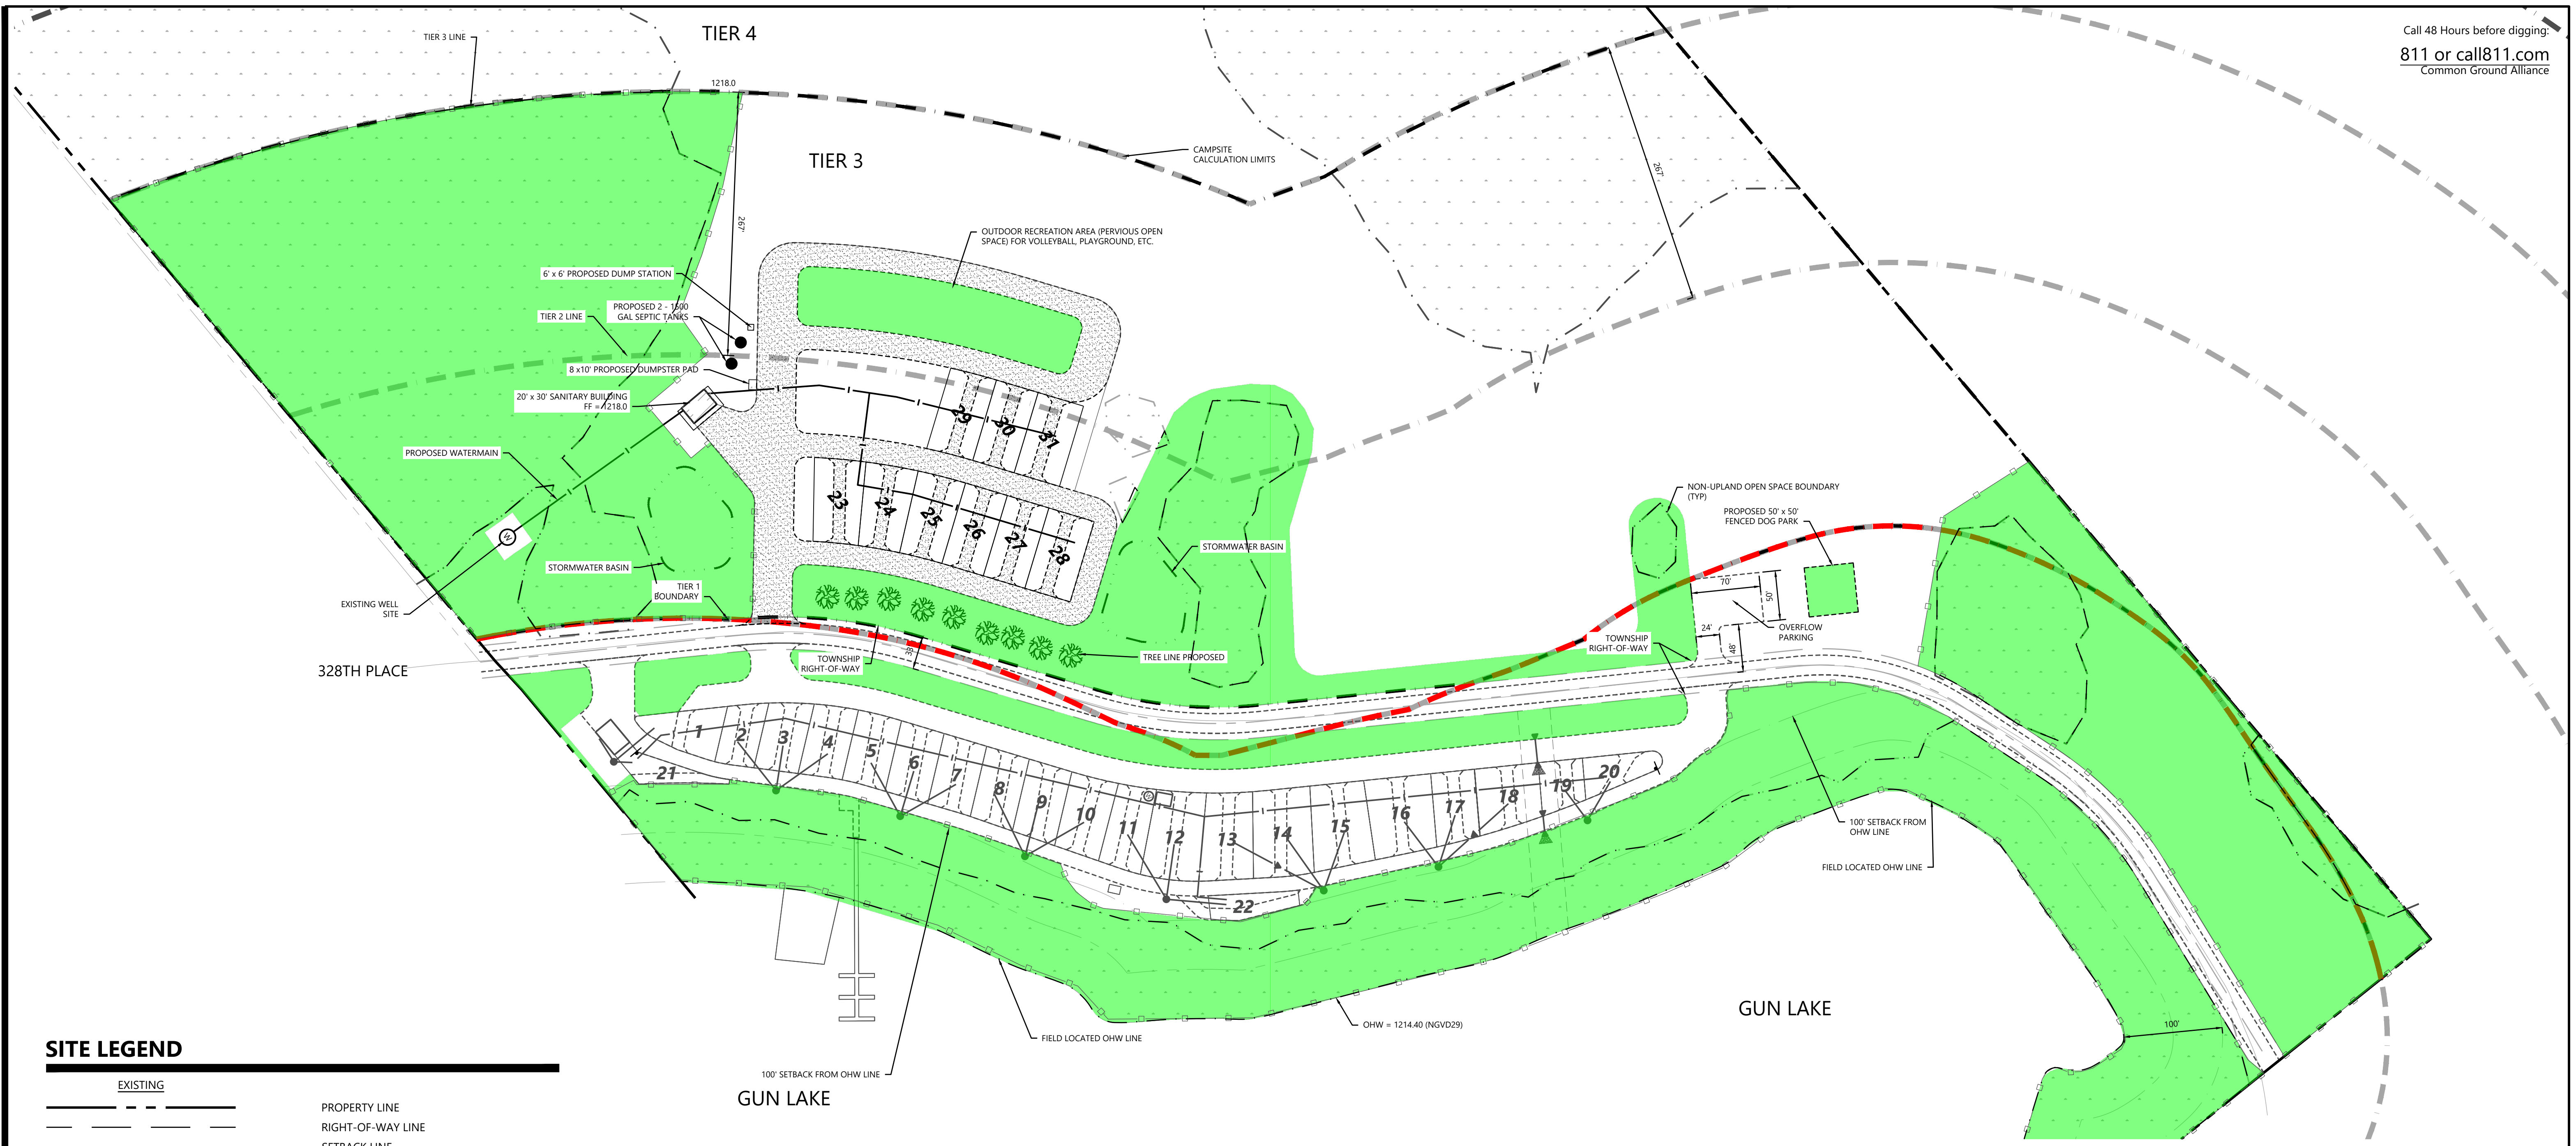 TIER 4
Call 48 Hours before digging:
811 or call811.com
Common Ground Alliance
TIER 3 LINE
1218.0
TIER 3
CAMPSITE
CALCULATION LIMITS
267'
267'
OUTDOOR RECREATION AREA (PERVIOUS OPEN
SPACE) FOR VOLLEYBALL, PLAYGROUND, ETC.
6' x 6' PROPOSED DUMP STATION
PROPOSED 2 - 1500
GAL SEPTIC TANKS
TIER 2 LINE
8 x10' PROPOSED DUMPSTER PAD
20' x 30' SANITARY BUILDING
FF = 1218.0
29
30
31
PROPOSED WATERMAIN
23
24
25
26
27
28
W
NON-UPLAND OPEN SPACE BOUNDARY
(TYP)
PROPOSED 50' x 50'
FENCED DOG PARK
STORMWATER BASIN
STORMWATER BASIN
TIER 1
BOUNDARY
EXISTING WELL
SITE
70'
50'
OVERFLOW
PARKING
24'
48'
TOWNSHIP
RIGHT-OF-WAY
TOWNSHIP
RIGHT-OF-WAY
33'
TREE LINE PROPOSED
328TH PLACE
1
2
3
4
5
6
7
8
9
10
11
12
13
14
15
16
17
18
19
20
21
22
100' SETBACK FROM
OHW LINE
FIELD LOCATED OHW LINE
GUN LAKE
OHW = 1214.40 (NGVD29)
FIELD LOCATED OHW LINE
100'
100' SETBACK FROM OHW LINE
GUN LAKE
SITE LEGEND
EXISTING
PROPERTY LINE
RIGHT-OF-WAY LINE
SETBACK LINE